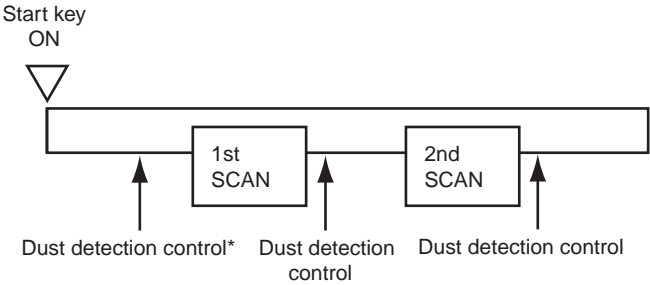 Start key
ON
1st
SCAN
2nd
SCAN
Dust detection control*
Dust detection
control
Dust detection control